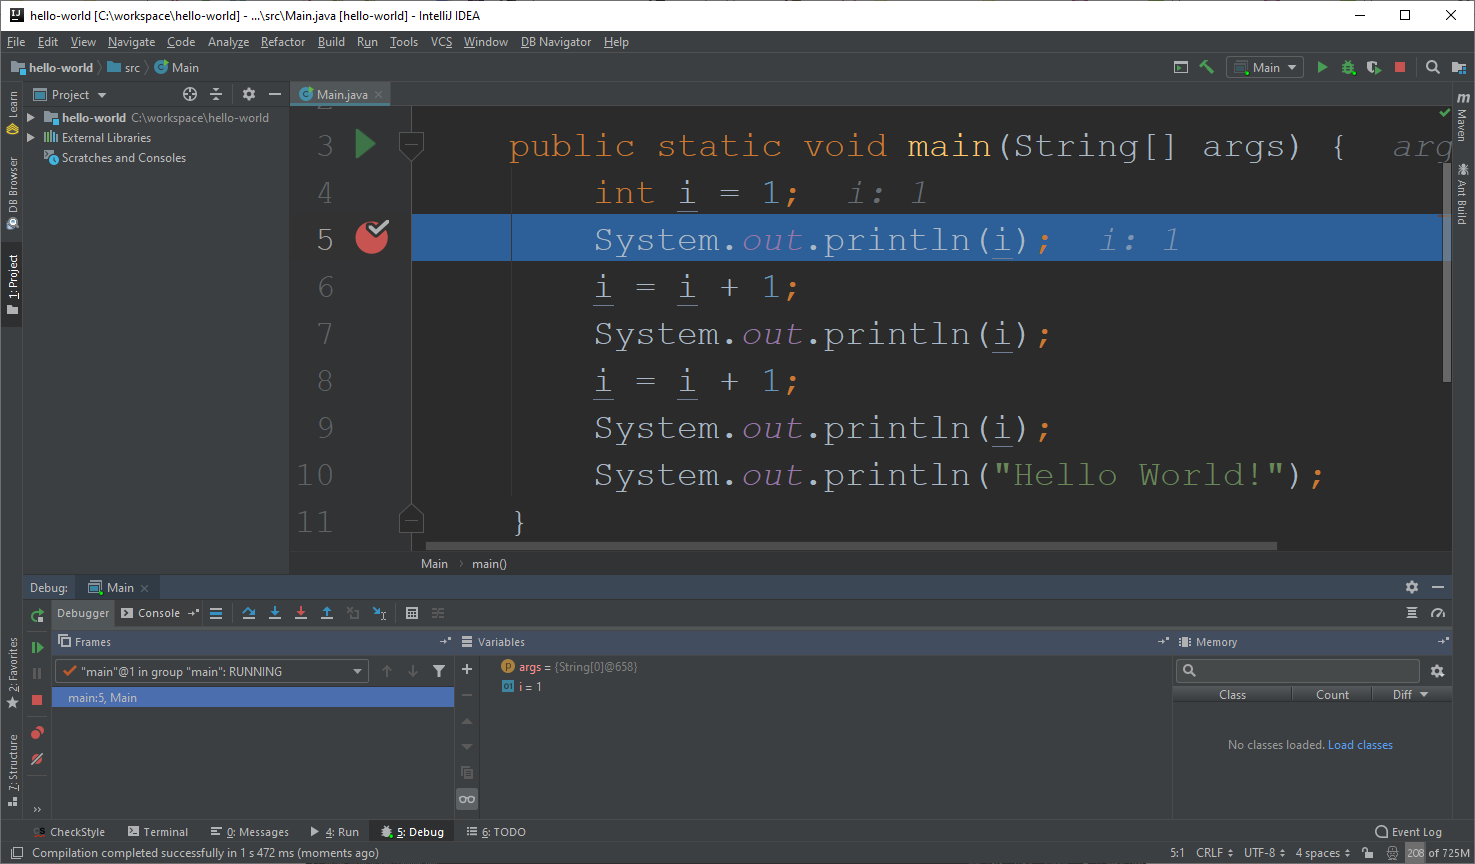 hello-world [C:\workspace\hello-world] - ...\src\Main.java [hello-world] - IntelliJ IDEA
File Edit View Navigate Code Analyze Refactor Build Run Tools VCS Window DB Navigator Help
hello-world src Main Main
Learn
DB Browser
1: Project
2: Favorites
7: Structure
Project
hello-world C:\workspace\hello-world
External Libraries
Scratches and Consoles
Main.java
3 public static void main(String[] args) { arg
4 int i = 1; i: 1
5 System.out.println(i); i: 1
6 i = i + 1;
7 System.out.println(i);
8 i = i + 1;
9 System.out.println(i);
10 System.out.println("Hello World!");
11 }
Main main()
m Maven
Ant Build
Debug: Main
Debugger Console
Frames
"main"@1 in group "main": RUNNING
main:5, Main
Variables
args = {String[0]@658}
i = 1
Memory
Class Count Diff
No classes loaded. Load classes
CheckStyle Terminal 0: Messages 4: Run 5: Debug 6: TODO Event Log
Compilation completed successfully in 1 s 472 ms (moments ago) 5:1 CRLF UTF-8 4 spaces 208 of 725M